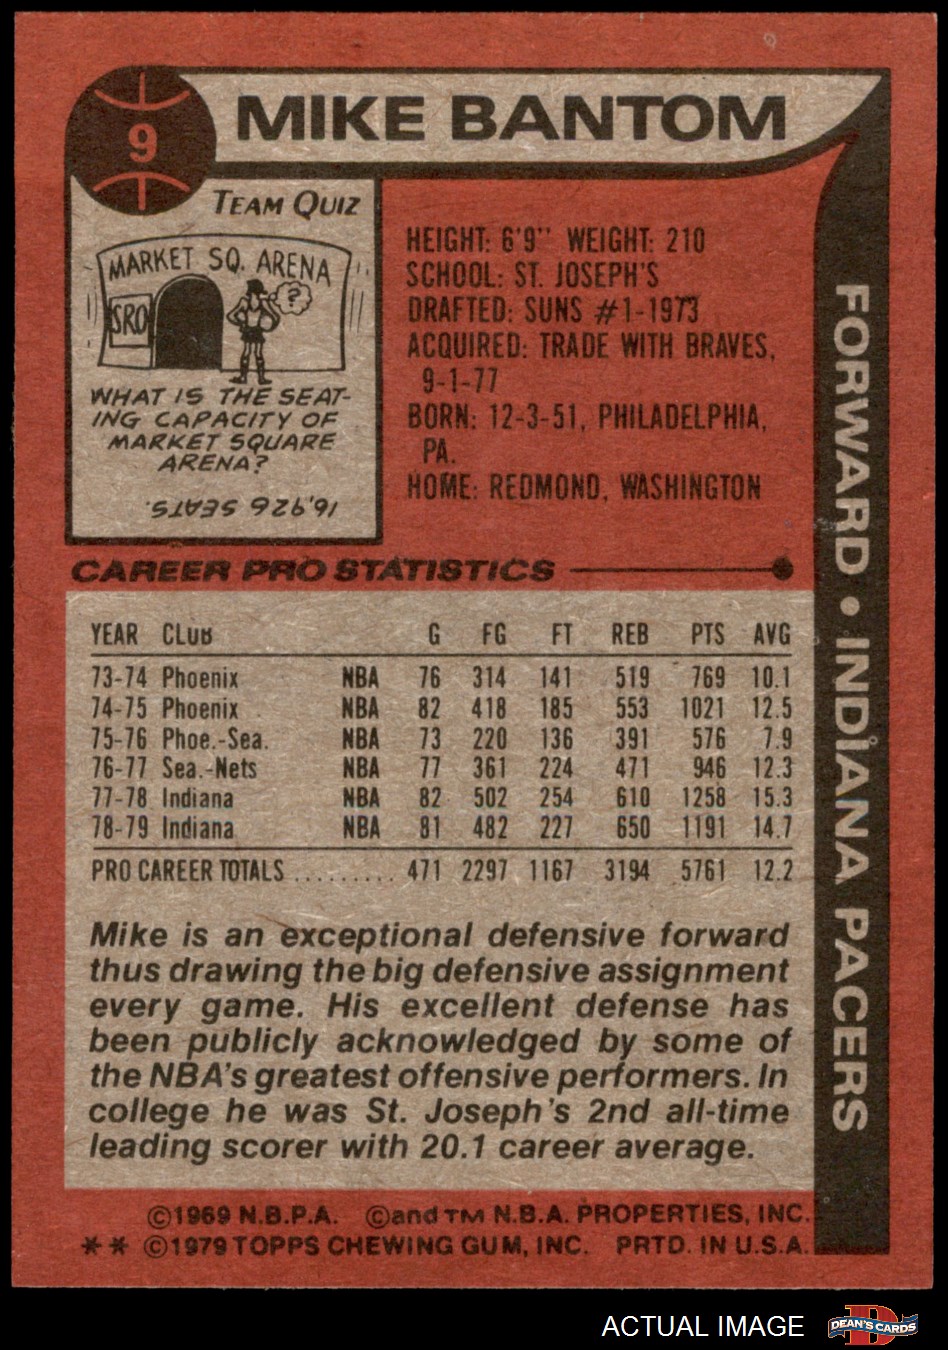 9
MIKE BANTOM
TEAM QUIZ
MARKET SQ. ARENA
SRO
?
WHAT IS THE SEAT-
ING CAPACITY OF
MARKET SQUARE
ARENA?
16,926 SEATS.
HEIGHT: 6'9" WEIGHT: 210
SCHOOL: ST. JOSEPH'S
DRAFTED: SUNS #1-1973
ACQUIRED: TRADE WITH BRAVES,
9-1-77
BORN: 12-3-51, PHILADELPHIA,
PA.
HOME: REDMOND, WASHINGTON
FORWARD • INDIANA PACERS
CAREER PRO STATISTICS
YEAR CLUB G FG FT REB PTS AVG
73-74 Phoenix NBA 76 314 141 519 769 10.1
74-75 Phoenix NBA 82 418 185 553 1021 12.5
75-76 Phoe.-Sea. NBA 73 220 136 391 576 7.9
76-77 Sea.-Nets NBA 77 361 224 471 946 12.3
77-78 Indiana NBA 82 502 254 610 1258 15.3
78-79 Indiana NBA 81 482 227 650 1191 14.7
PRO CAREER TOTALS ......... 471 2297 1167 3194 5761 12.2
Mike is an exceptional defensive forward
thus drawing the big defensive assignment
every game. His excellent defense has
been publicly acknowledged by some of
the NBA's greatest offensive performers. In
college he was St. Joseph's 2nd all-time
leading scorer with 20.1 career average.
©1969 N.B.P.A. ©and TM N.B.A. PROPERTIES, INC.
** ©1979 TOPPS CHEWING GUM, INC. PRTD. IN U.S.A.
ACTUAL IMAGE
D
DEAN'S CARDS